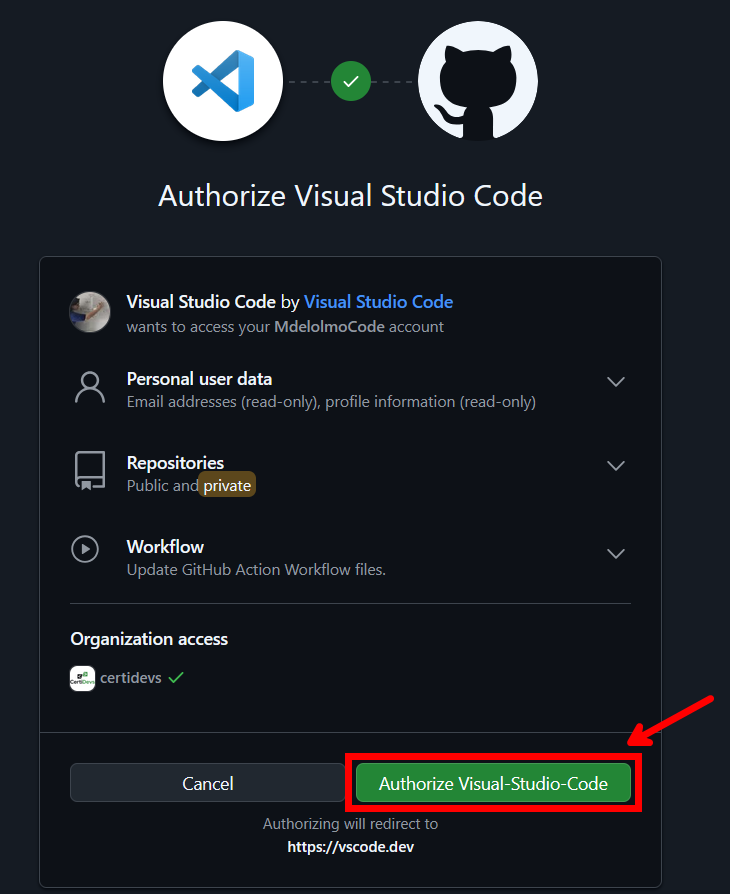 Authorize Visual Studio Code
Visual Studio Code by Visual Studio Code
wants to access your MdelolmoCode account
Personal user data
Email addresses (read-only), profile information (read-only)
Repositories
Public and private
Workflow
Update GitHub Action Workflow files.
Organization access
CertiDevs
certidevs
Cancel
Authorize Visual-Studio-Code
Authorizing will redirect to
https://vscode.dev